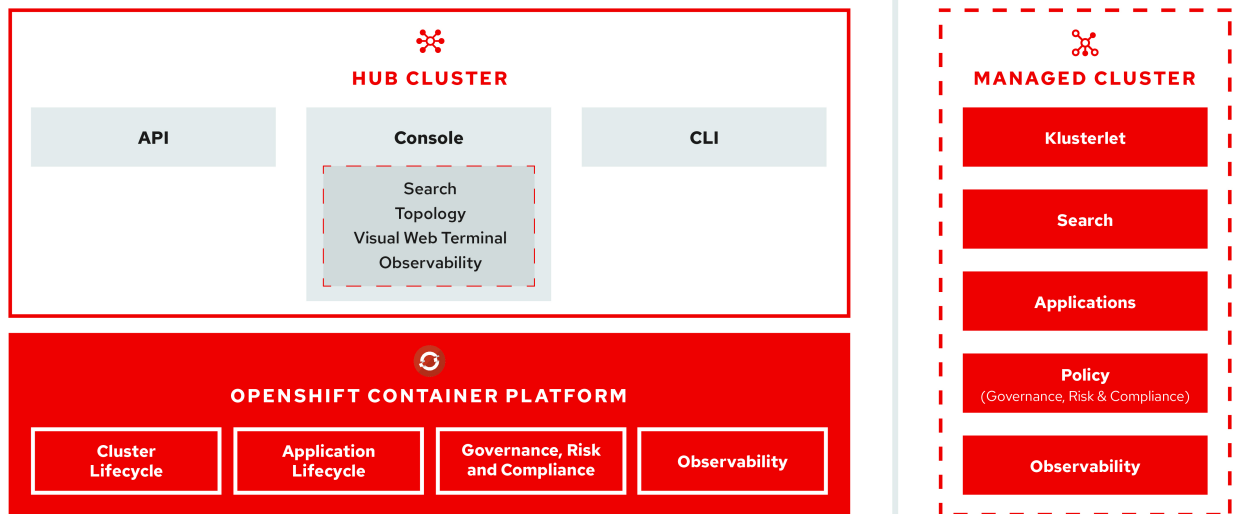 HUB CLUSTER
API
Console
Search
Topology
Visual Web Terminal
Observability
CLI
OPENSHIFT CONTAINER PLATFORM
Cluster
Lifecycle
Application
Lifecycle
Governance, Risk
and Compliance
Observability
MANAGED CLUSTER
Klusterlet
Search
Applications
Policy
(Governance, Risk & Compliance)
Observability